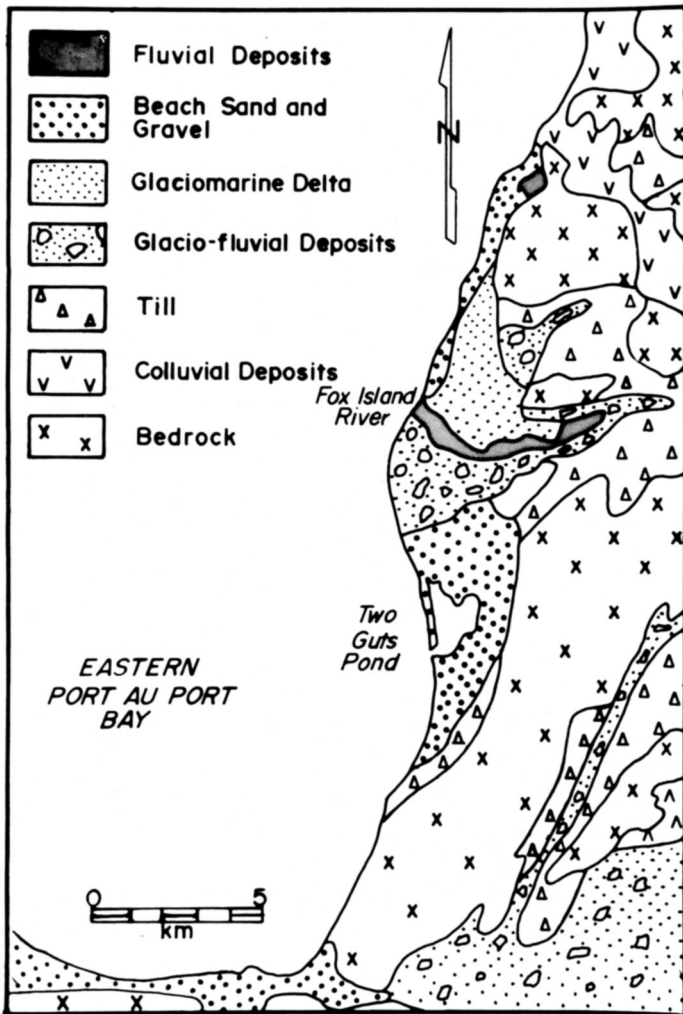 Fluvial Deposits
Beach Sand and
Gravel
Glaciomarine Delta
Glacio-fluvial Deposits
Till
Colluvial Deposits
Bedrock
N
Fox Island
River
Two
Guts
Pond
EASTERN
PORT AU PORT
BAY
0 5
km